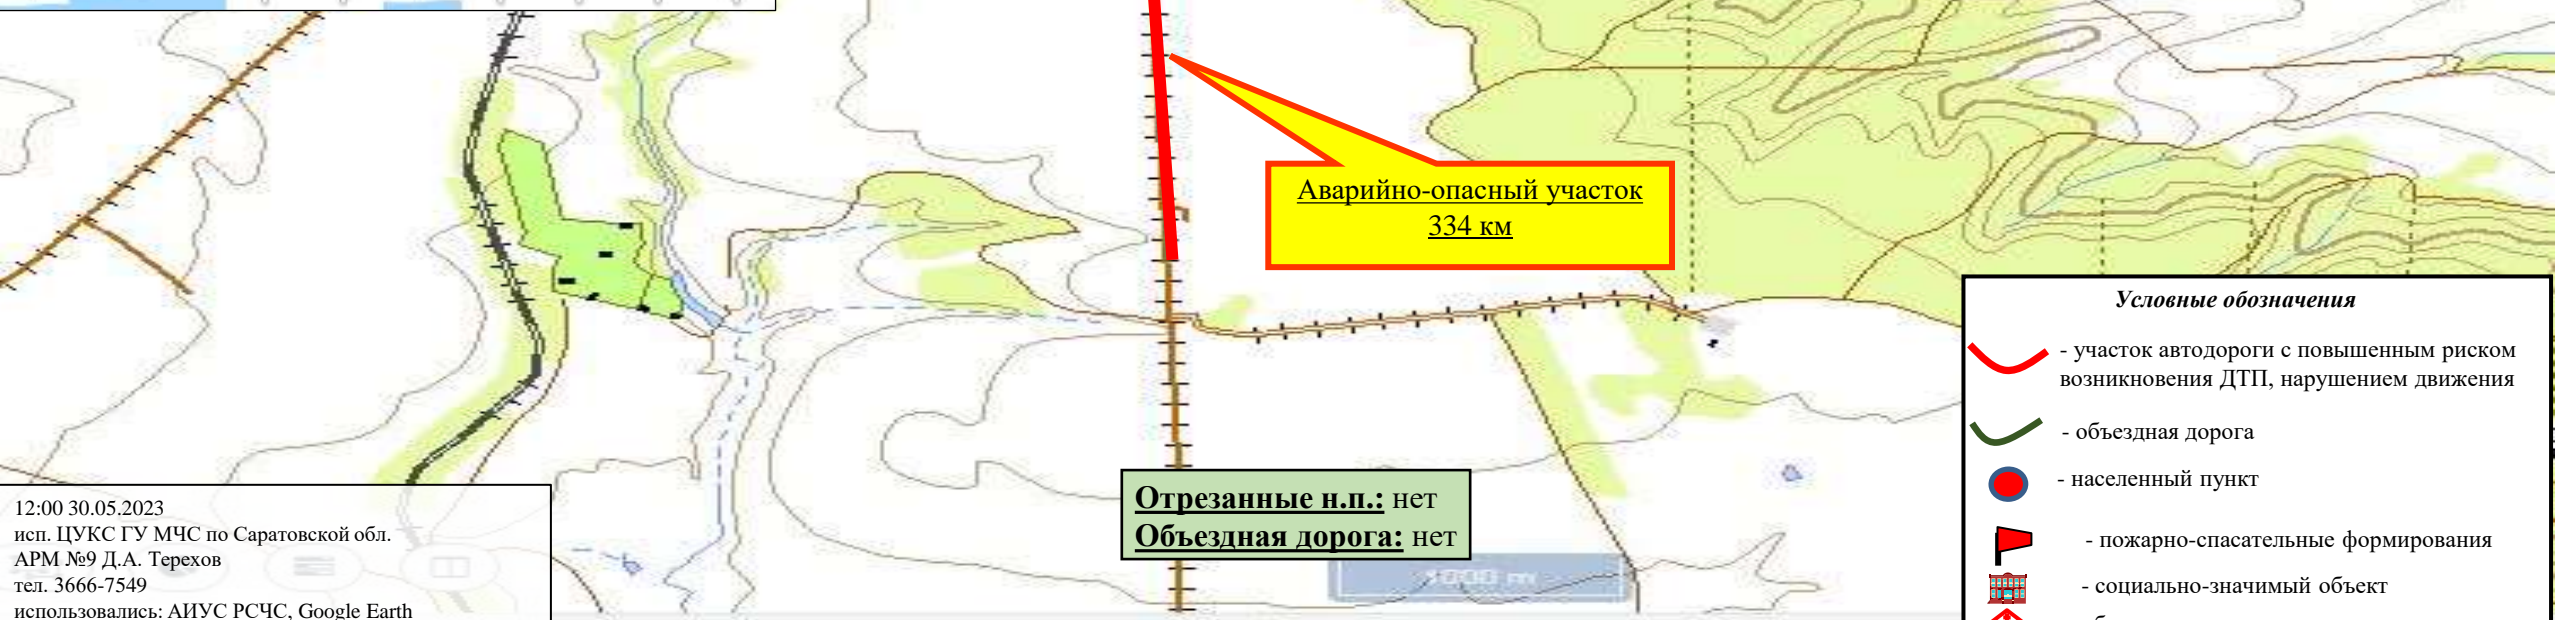 Аварийно-опасный участок
334 км
Условные обозначения
- участок автодороги с повышенным риском
возникновения ДТП, нарушением движения
- объездная дорога
- населенный пункт
- пожарно-спасательные формирования
- социально-значимый объект
Отрезанные н.п.: нет
Объездная дорога: нет
1000 m
12:00 30.05.2023
исп. ЦУКС ГУ МЧС по Саратовской обл.
АРМ №9 Д.А. Терехов
тел. 3666-7549
использовались: АИУС РСЧС, Google Earth